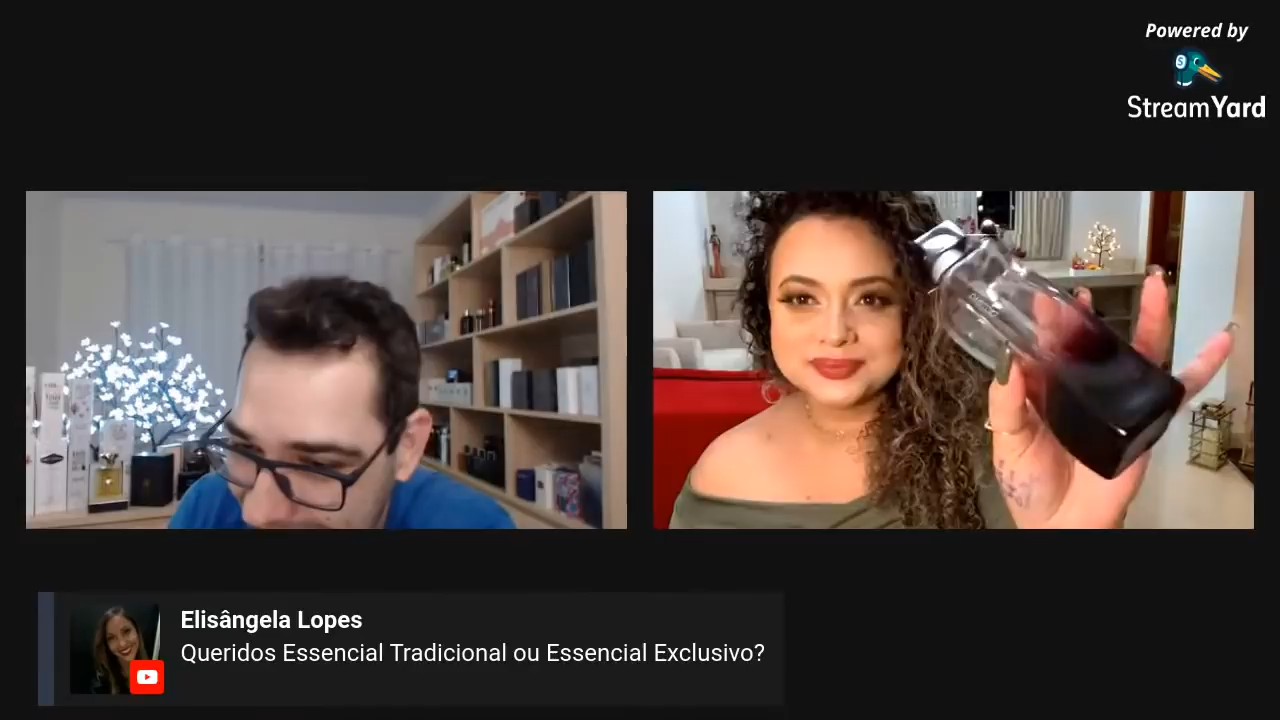 Powered by
StreamYard
Elisângela Lopes
Queridos Essencial Tradicional ou Essencial Exclusivo?